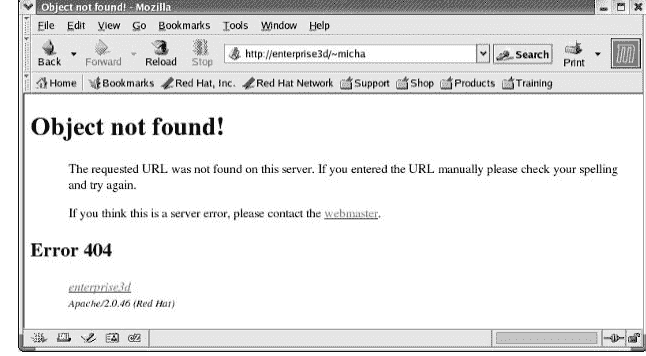 Object not found! - Mozilla
File Edit View Go Bookmarks Tools Window Help
Back Forward Reload Stop http://enterprise3d/~micha Search Print
Home Bookmarks Red Hat, Inc. Red Hat Network Support Shop Products Training
Object not found!
The requested URL was not found on this server. If you entered the URL manually please check your spelling
and try again.
If you think this is a server error, please contact the webmaster.
Error 404
enterprise3d
Apache/2.0.46 (Red Hat)